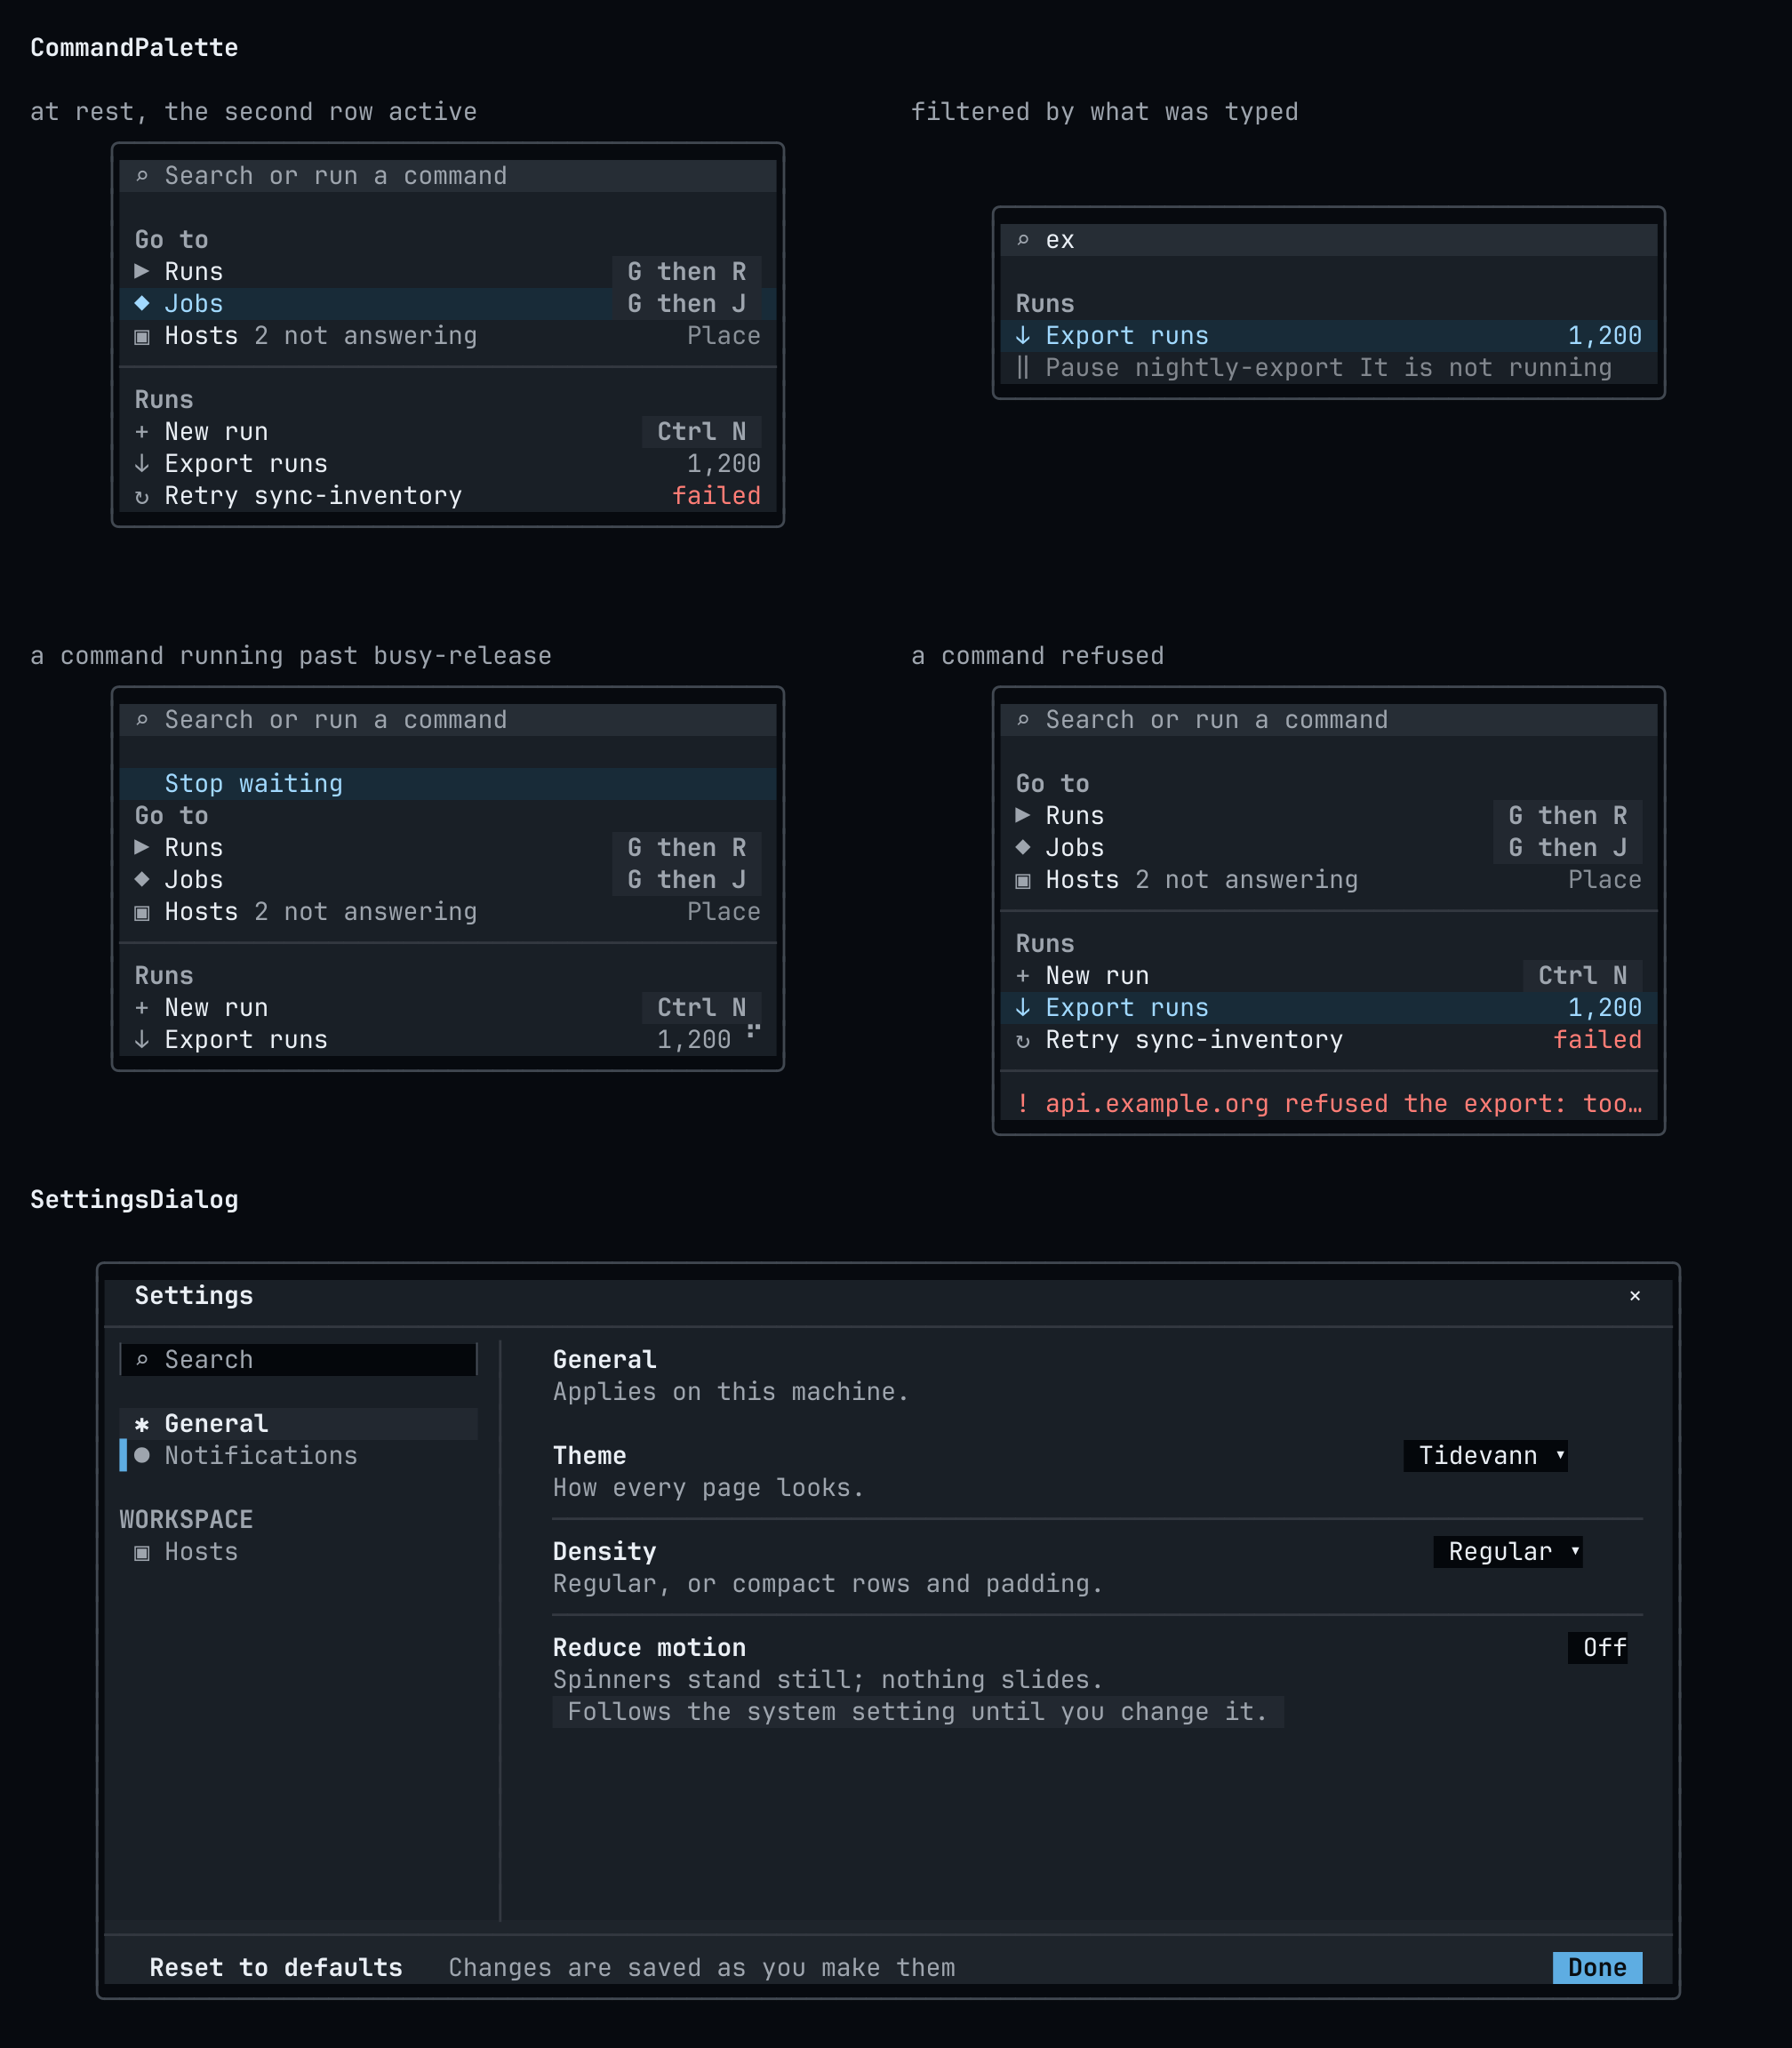 CommandPalette
at rest, the second row active
⌕ Search or run a command
Go to
▶ Runs G then R
◆ Jobs G then J
▣ Hosts 2 not answering Place
Runs
+ New run Ctrl N
↓ Export runs 1,200
↻ Retry sync-inventory failed
filtered by what was typed
⌕ ex
Runs
↓ Export runs 1,200
‖ Pause nightly-export It is not running
a command running past busy-release
⌕ Search or run a command
Stop waiting
Go to
▶ Runs G then R
◆ Jobs G then J
▣ Hosts 2 not answering Place
Runs
+ New run Ctrl N
↓ Export runs 1,200
a command refused
⌕ Search or run a command
Go to
▶ Runs G then R
◆ Jobs G then J
▣ Hosts 2 not answering Place
Runs
+ New run Ctrl N
↓ Export runs 1,200
↻ Retry sync-inventory failed
! api.example.org refused the export: too…
SettingsDialog
Settings ×
⌕ Search
✱ General
● Notifications
WORKSPACE
▣ Hosts
General
Applies on this machine.
Theme Tidevann ▾
How every page looks.
Density Regular ▾
Regular, or compact rows and padding.
Reduce motion Off
Spinners stand still; nothing slides.
Follows the system setting until you change it.
Reset to defaults Changes are saved as you make them Done